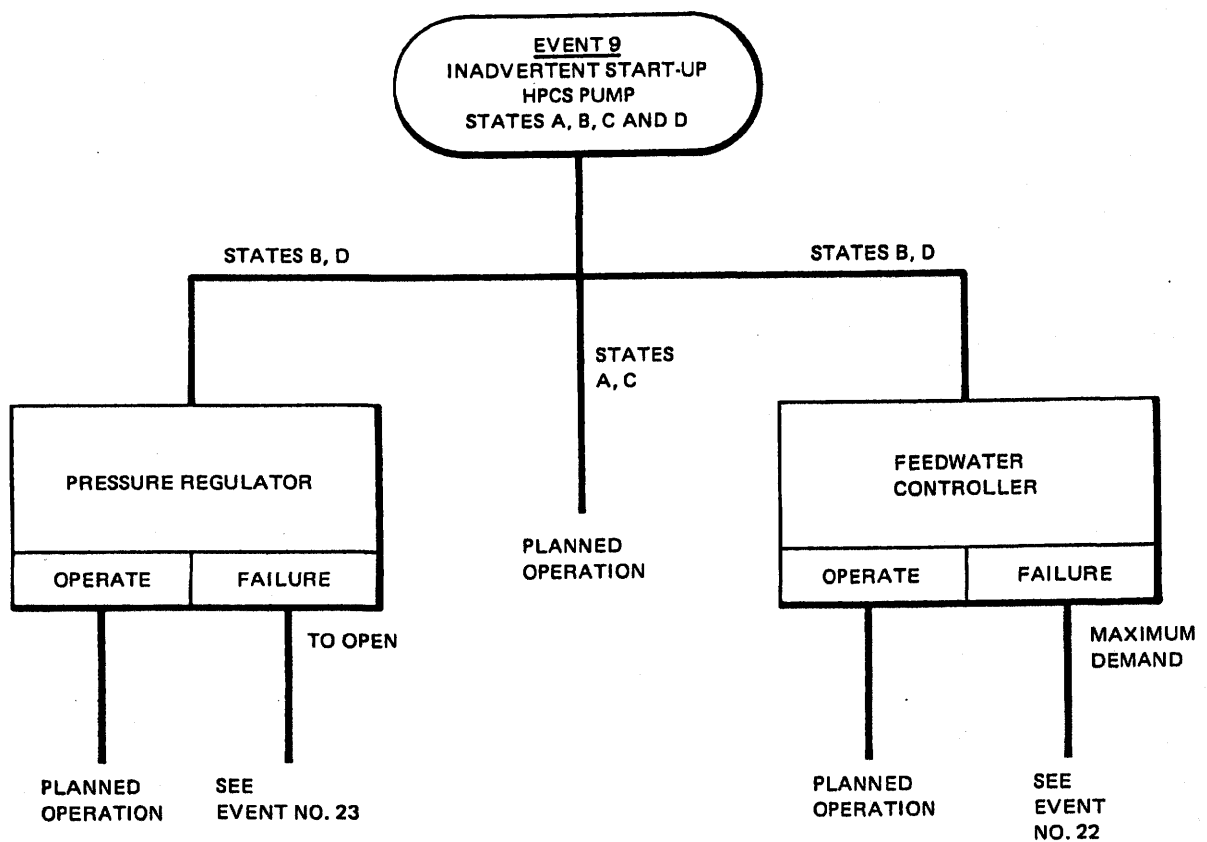 EVENT 9
INADVERTENT START-UP
HPCS PUMP
STATES A, B, C AND D
STATES B, D
STATES B, D
STATES
A, C
PRESSURE REGULATOR
FEEDWATER
CONTROLLER
PLANNED
OPERATION
OPERATE
FAILURE
OPERATE
FAILURE
TO OPEN
MAXIMUM
DEMAND
PLANNED
OPERATION
SEE
EVENT NO. 23
PLANNED
OPERATION
SEE
EVENT
NO. 22